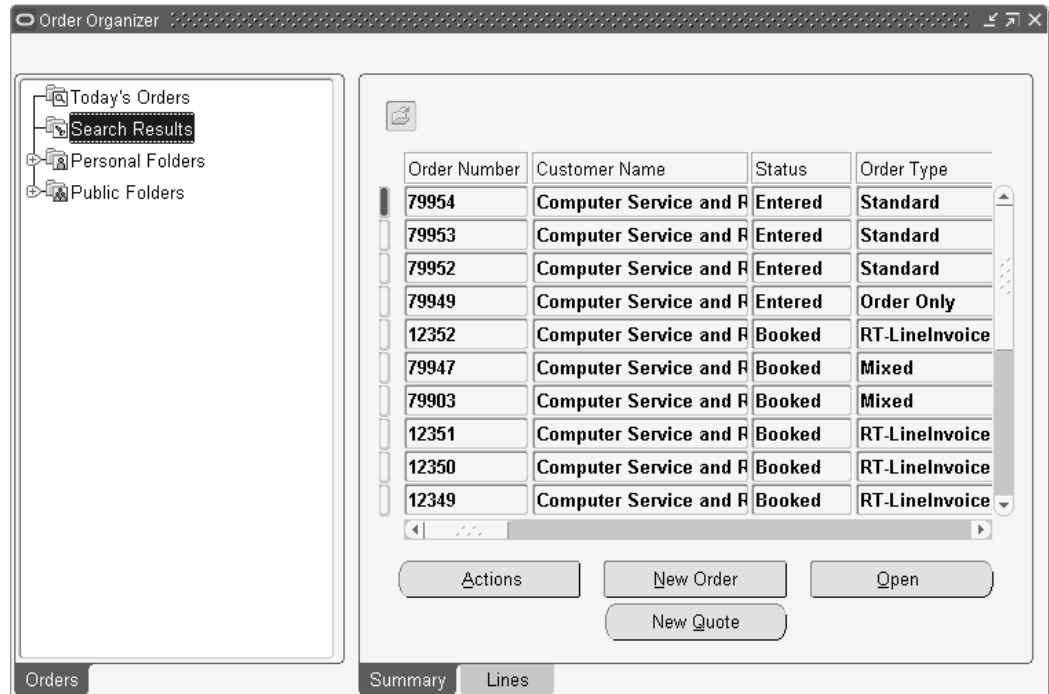 Order Organizer
Today's Orders
Search Results
Personal Folders
Public Folders
Order Number Customer Name Status Order Type
79954 Computer Service and R Entered Standard
79953 Computer Service and R Entered Standard
79952 Computer Service and R Entered Standard
79949 Computer Service and R Entered Order Only
12352 Computer Service and R Booked RT-LineInvoice
79947 Computer Service and R Booked Mixed
79903 Computer Service and R Booked Mixed
12351 Computer Service and R Booked RT-LineInvoice
12350 Computer Service and R Booked RT-LineInvoice
12349 Computer Service and R Booked RT-LineInvoice
Actions New Order Open
New Quote
Orders Summary Lines